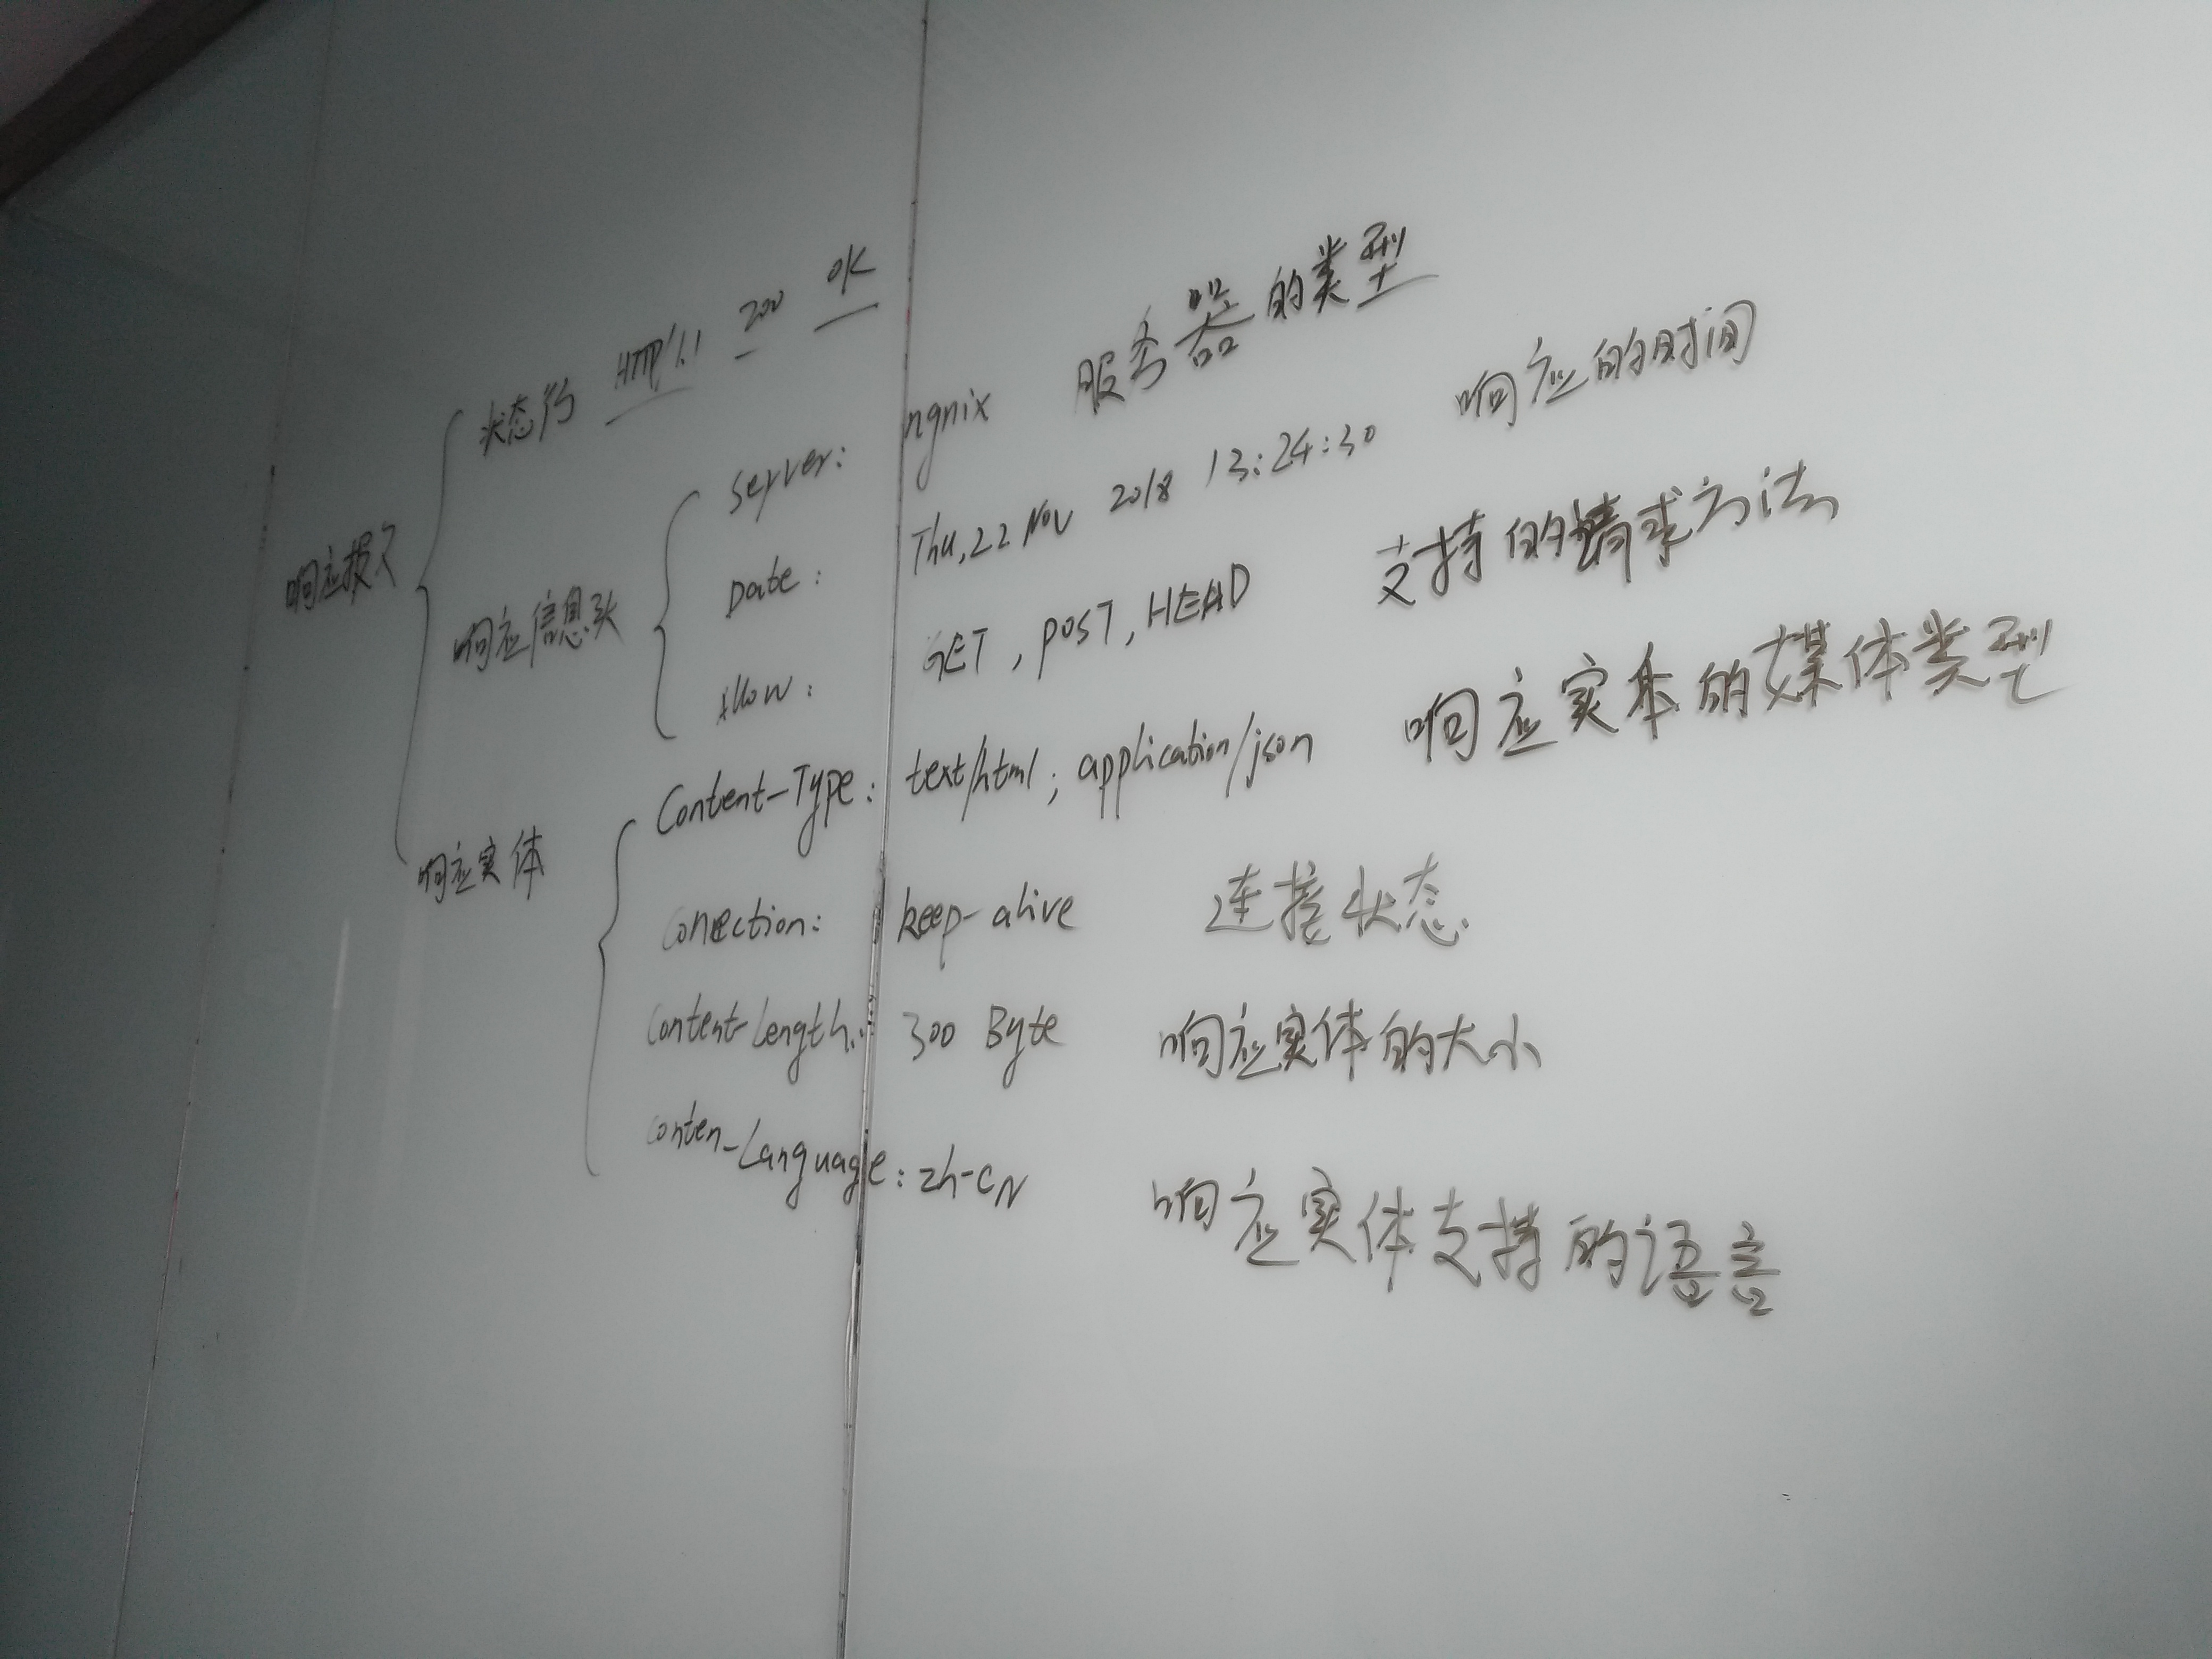 状态行 HTTP/1.1 200 OK
响应报文
响应信息头
Server: ngnix 服务器的类型
Date: Thu,22 Nov 2018 13:24:30 响应的时间
Allow: GET, POST, HEAD 支持的请求方法
响应实体
Content-Type: text/html; application/json 响应实体的媒体类型
Conection: keep-alive 连接状态
Content-Length: 300 Byte 响应实体的大小
Conten-Language: zh-CN 响应实体支持的语言